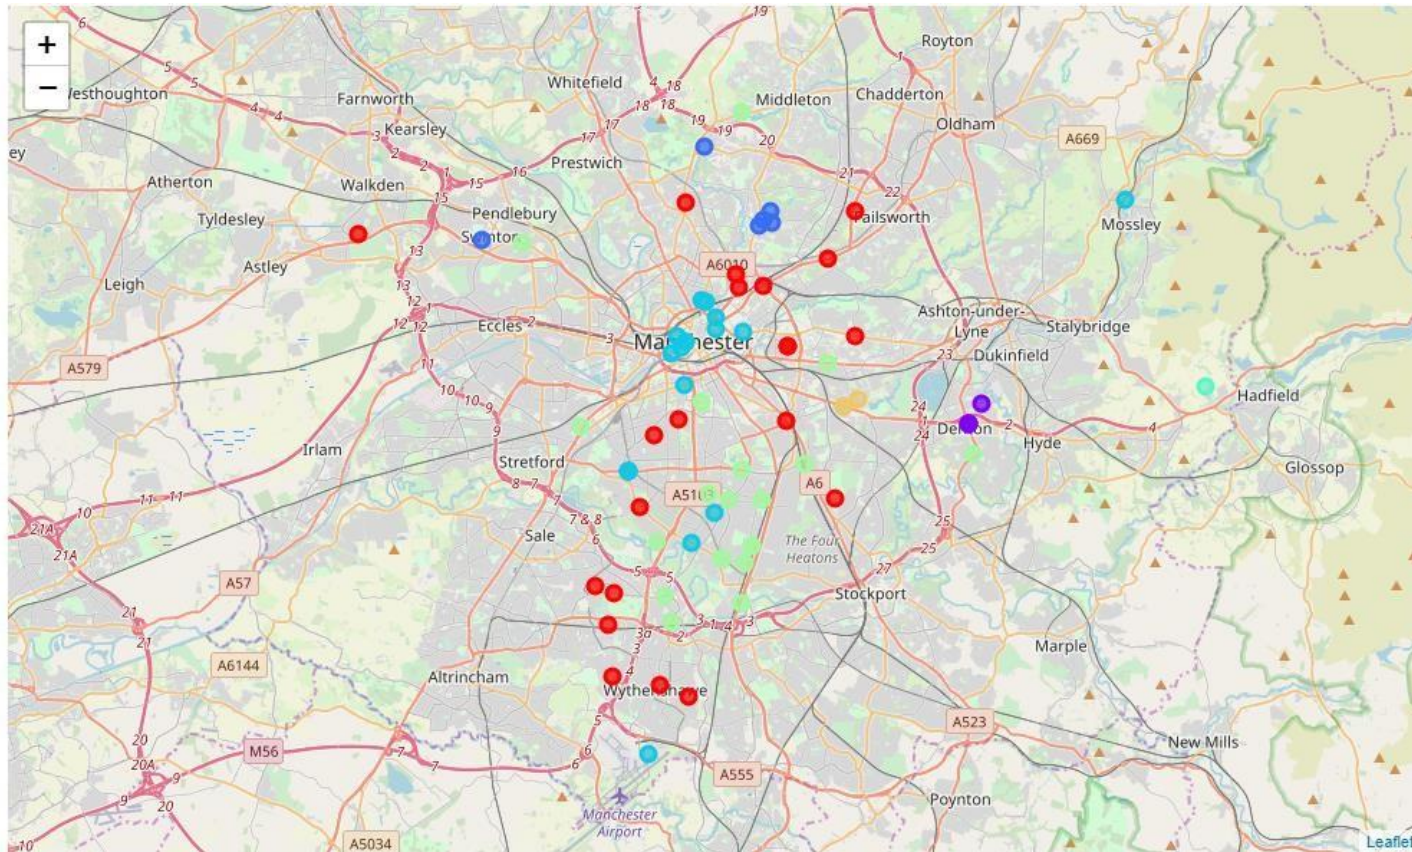 +
−
Westhoughton
Farnworth
Kearsley
Whitefield
Middleton
Royton
Chadderton
Oldham
A669
Prestwich
Atherton
Walkden
Tyldesley
Pendlebury
Swinton
Astley
Leigh
Failsworth
Mossley
A6010
Eccles
Manchester
Ashton-under-
Lyne
Stalybridge
Dukinfield
A579
Hadfield
Denton
Hyde
Irlam
Stretford
Glossop
A5103
A6
Sale
The Four
Heatons
A57
Stockport
Marple
A6144
Altrincham
Wythenshawe
A523
M56
New Mills
A555
Manchester
Airport
Poynton
A5034
Leaflet